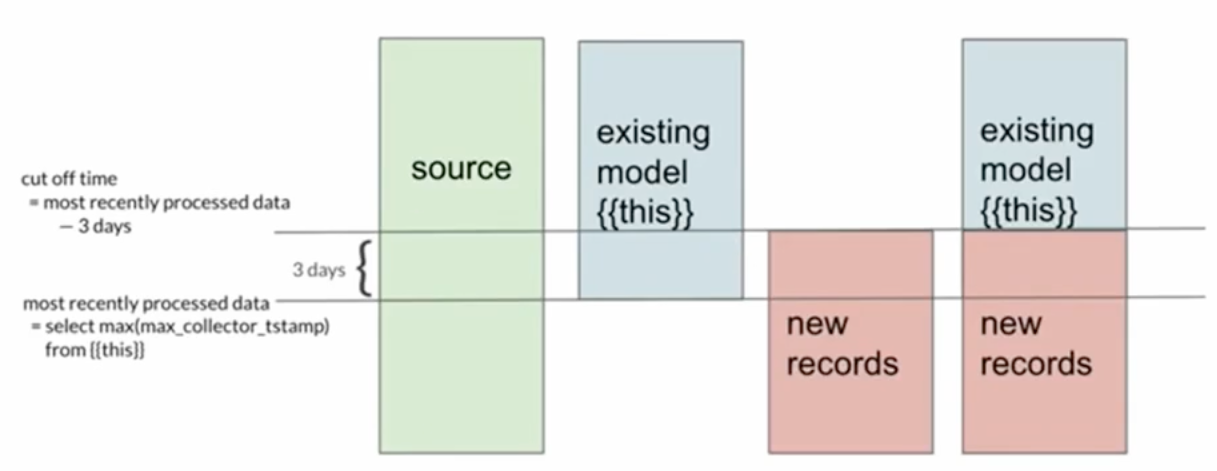 cut off time
= most recently processed data
— 3 days
3 days
most recently processed data
= select max(max_collector_tstamp)
from {{this}}
source
existing
model
{{this}}
new
records
existing
model
{{this}}
new
records